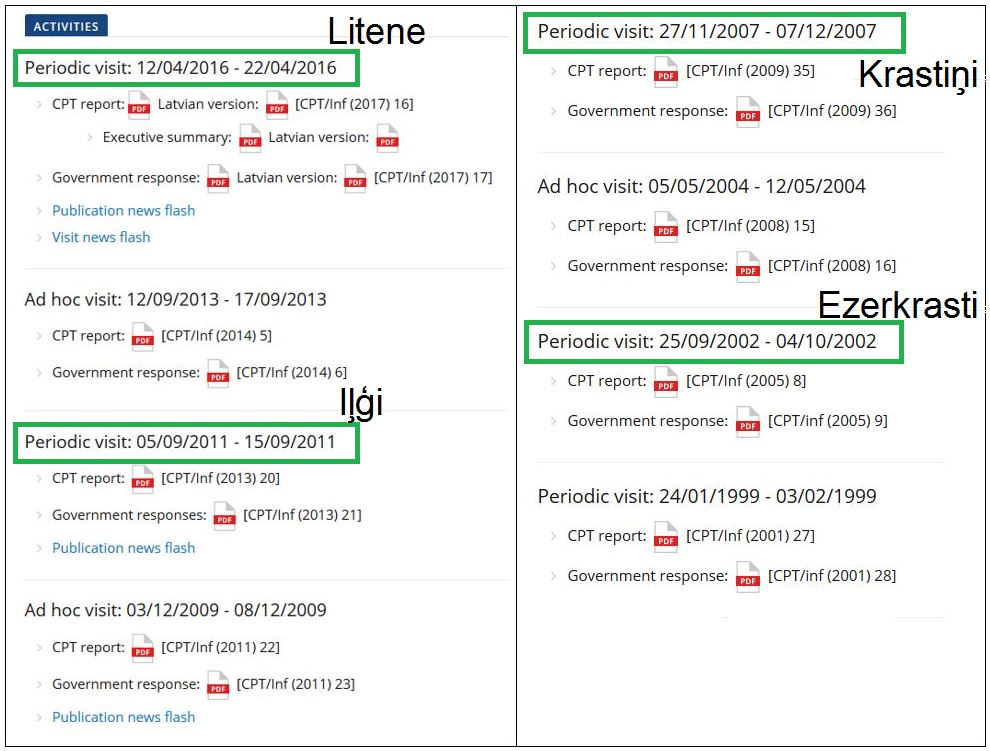 ACTIVITIES
Litene
Periodic visit: 12/04/2016 - 22/04/2016
CPT report: PDF Latvian version: PDF [CPT/Inf (2017) 16]
Executive summary: PDF Latvian version: PDF
Government response: PDF Latvian version: PDF [CPT/Inf (2017) 17]
Publication news flash
Visit news flash
Ad hoc visit: 12/09/2013 - 17/09/2013
CPT report: PDF [CPT/Inf (2014) 5]
Government response: PDF [CPT/Inf (2014) 6]
Iļģi
Periodic visit: 05/09/2011 - 15/09/2011
CPT report: PDF [CPT/Inf (2013) 20]
Government responses: PDF [CPT/Inf (2013) 21]
Publication news flash
Ad hoc visit: 03/12/2009 - 08/12/2009
CPT report: PDF [CPT/Inf (2011) 22]
Government response: PDF [CPT/Inf (2011) 23]
Publication news flash
Periodic visit: 27/11/2007 - 07/12/2007
Krastiņi
CPT report: PDF [CPT/Inf (2009) 35]
Government response: PDF [CPT/Inf (2009) 36]
Ad hoc visit: 05/05/2004 - 12/05/2004
CPT report: PDF [CPT/Inf (2008) 15]
Government response: PDF [CPT/inf (2008) 16]
Ezerkrasti
Periodic visit: 25/09/2002 - 04/10/2002
CPT report: PDF [CPT/Inf (2005) 8]
Government response: PDF [CPT/inf (2005) 9]
Periodic visit: 24/01/1999 - 03/02/1999
CPT report: PDF [CPT/Inf (2001) 27]
Government response: PDF [CPT/inf (2001) 28]